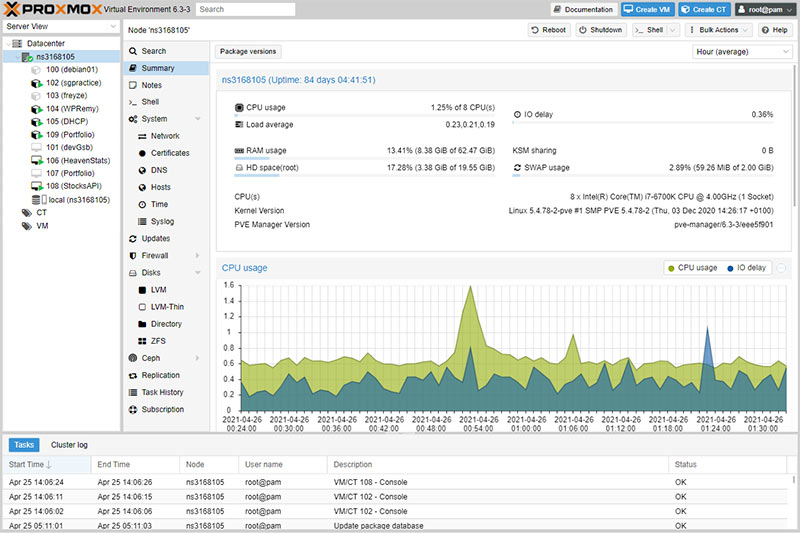 PROXMOX Virtual Environment 6.3-3 Search Documentation Create VM Create CT root@pam
Server View
Node 'ns3168105' Reboot Shutdown Shell Bulk Actions Help
Datacenter
ns3168105
100 (debian01)
102 (sgpractice)
103 (freyze)
104 (WPRemy)
105 (DHCP)
109 (Portfolio)
101 (devGsb)
106 (HeavenStats)
107 (Portfolio)
108 (StocksAPI)
local (ns3168105)
CT
VM
Search
Summary
Notes
Shell
System
Network
Certificates
DNS
Hosts
Time
Syslog
Updates
Firewall
Disks
LVM
LVM-Thin
Directory
ZFS
Ceph
Replication
Task History
Subscription
Package versions Hour (average)
ns3168105 (Uptime: 84 days 04:41:51)
CPU usage 1.25% of 8 CPU(s)
IO delay 0.36%
Load average 0.23,0.21,0.19
RAM usage 13.41% (8.38 GiB of 62.47 GiB)
KSM sharing 0 B
HD space(root) 17.28% (3.38 GiB of 19.55 GiB)
SWAP usage 2.89% (59.26 MiB of 2.00 GiB)
CPU(s) 8 x Intel(R) Core(TM) i7-6700K CPU @ 4.00GHz (1 Socket)
Kernel Version Linux 5.4.78-2-pve #1 SMP PVE 5.4.78-2 (Thu, 03 Dec 2020 14:26:17 +0100)
PVE Manager Version pve-manager/6.3-3/eee5f901
CPU usage
CPU usage IO delay
1.6
1.4
1.2
1
0.8
0.6
0.4
0.2
0
2021-04-26 2021-04-26 2021-04-26 2021-04-26 2021-04-26 2021-04-26 2021-04-26 2021-04-26 2021-04-26 2021-04-26 2021-04-26 2021-04-26
00:24:00 00:30:00 00:36:00 00:42:00 00:48:00 00:54:00 01:00:00 01:06:00 01:12:00 01:18:00 01:24:00 01:30:00
Tasks Cluster log
Start Time End Time Node User name Description Status
Apr 25 14:06:24 Apr 25 14:06:26 ns3168105 root@pam VM/CT 108 - Console OK
Apr 25 14:06:11 Apr 25 14:06:15 ns3168105 root@pam VM/CT 102 - Console OK
Apr 25 14:06:02 Apr 25 14:06:06 ns3168105 root@pam VM/CT 102 - Console OK
Apr 25 05:11:01 Apr 25 05:11:03 ns3168105 root@pam Update package database OK